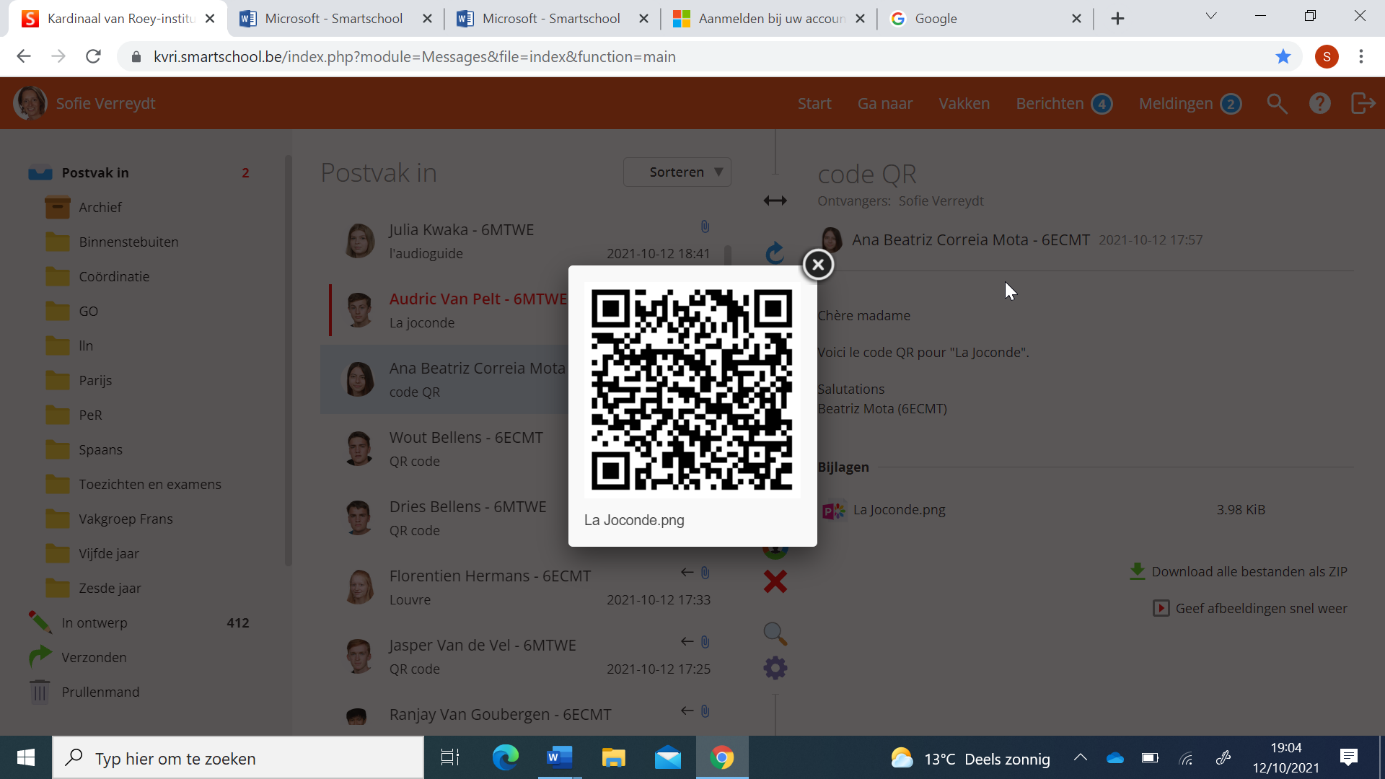 Kardinaal van Roey-institu
Microsoft - Smartschool
Microsoft - Smartschool
Aanmelden bij uw accoun
Google
kvri.smartschool.be/index.php?module=Messages&file=index&function=main
S
Sofie Verreydt
Start
Ga naar
Vakken
Berichten 4
Meldingen 2
Postvak in 2
Archief
Binnenstebuiten
Coördinatie
GO
lln
Parijs
PeR
Spaans
Toezichten en examens
Vakgroep Frans
Vijfde jaar
Zesde jaar
In ontwerp 412
Verzonden
Prullenmand
Postvak in
Sorteren
Julia Kwaka - 6MTWE
l'audioguide 2021-10-12 18:41
Audric Van Pelt - 6MTWE
La joconde
Ana Beatriz Correia Mota
code QR
Wout Bellens - 6ECMT
QR code
Dries Bellens - 6MTWE
QR code
Florentien Hermans - 6ECMT
Louvre 2021-10-12 17:33
Jasper Van de Vel - 6MTWE
QR code 2021-10-12 17:25
Ranjay Van Goubergen - 6ECMT
La Joconde.png
code QR
Ontvangers: Sofie Verreydt
Ana Beatriz Correia Mota - 6ECMT 2021-10-12 17:57
Chère madame
Voici le code QR pour "La Joconde".
Salutations
Beatriz Mota (6ECMT)
Bijlagen
La Joconde.png 3.98 KiB
Download alle bestanden als ZIP
Geef afbeeldingen snel weer
Typ hier om te zoeken
13°C Deels zonnig
19:04
12/10/2021